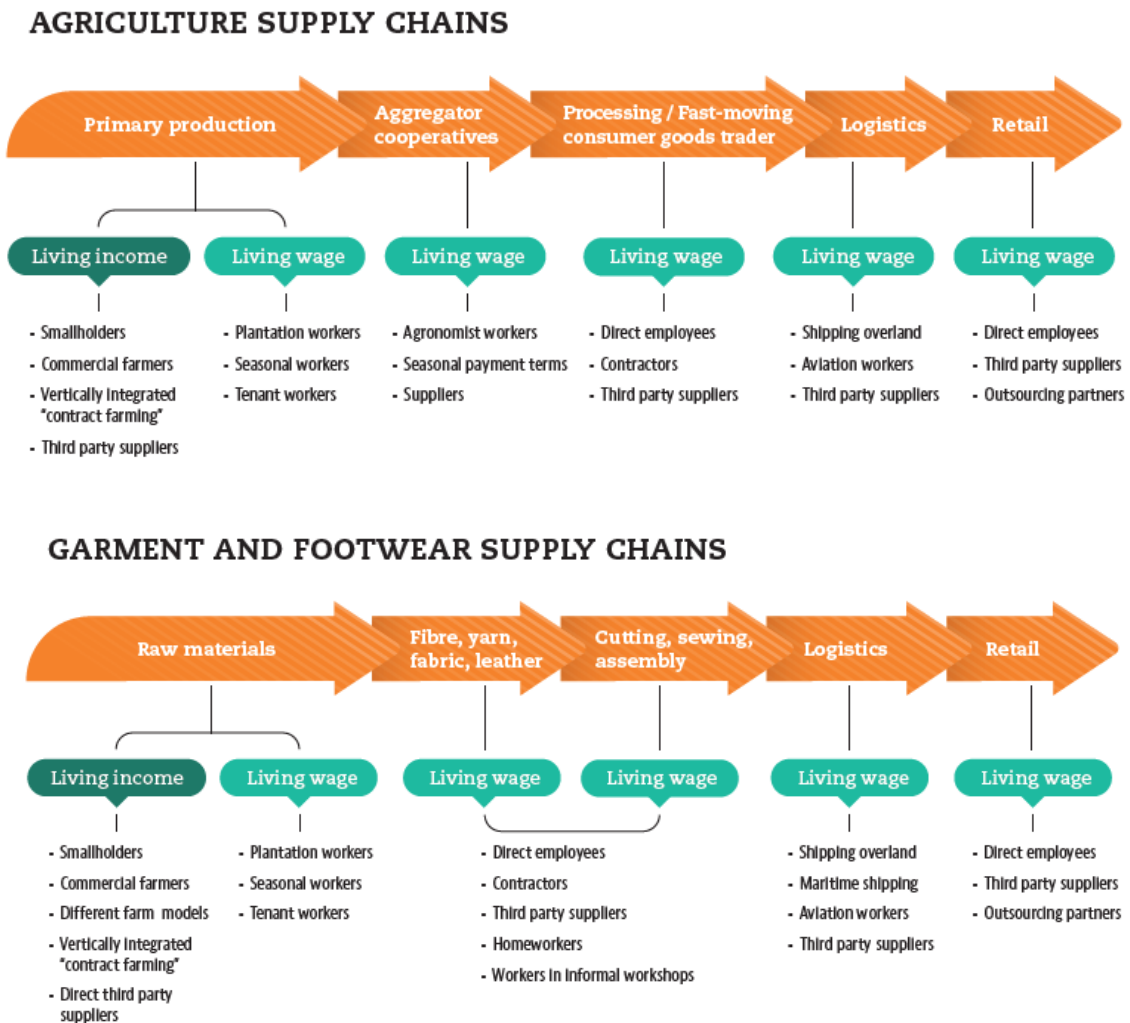 AGRICULTURE SUPPLY CHAINS
Primary production
Aggregator
cooperatives
Processing / Fast-moving
consumer goods trader
Logistics
Retail
Living income
- Smallholders
- Commercial farmers
- Vertically integrated
"contract farming"
- Third party suppliers
Living wage
- Plantation workers
- Seasonal workers
- Tenant workers
Living wage
- Agronomist workers
- Seasonal payment terms
- Suppliers
Living wage
- Direct employees
- Contractors
- Third party suppliers
Living wage
- Shipping overland
- Aviation workers
- Third party suppliers
Living wage
- Direct employees
- Third party suppliers
- Outsourcing partners
GARMENT AND FOOTWEAR SUPPLY CHAINS
Raw materials
Fibre, yarn,
fabric, leather
Cutting, sewing,
assembly
Logistics
Retail
Living income
- Smallholders
- Commercial farmers
- Different farm models
- Vertically integrated
"contract farming"
- Direct third party
suppliers
Living wage
- Plantation workers
- Seasonal workers
- Tenant workers
Living wage
Living wage
- Direct employees
- Contractors
- Third party suppliers
- Homeworkers
- Workers in informal workshops
Living wage
- Shipping overland
- Maritime shipping
- Aviation workers
- Third party suppliers
Living wage
- Direct employees
- Third party suppliers
- Outsourcing partners